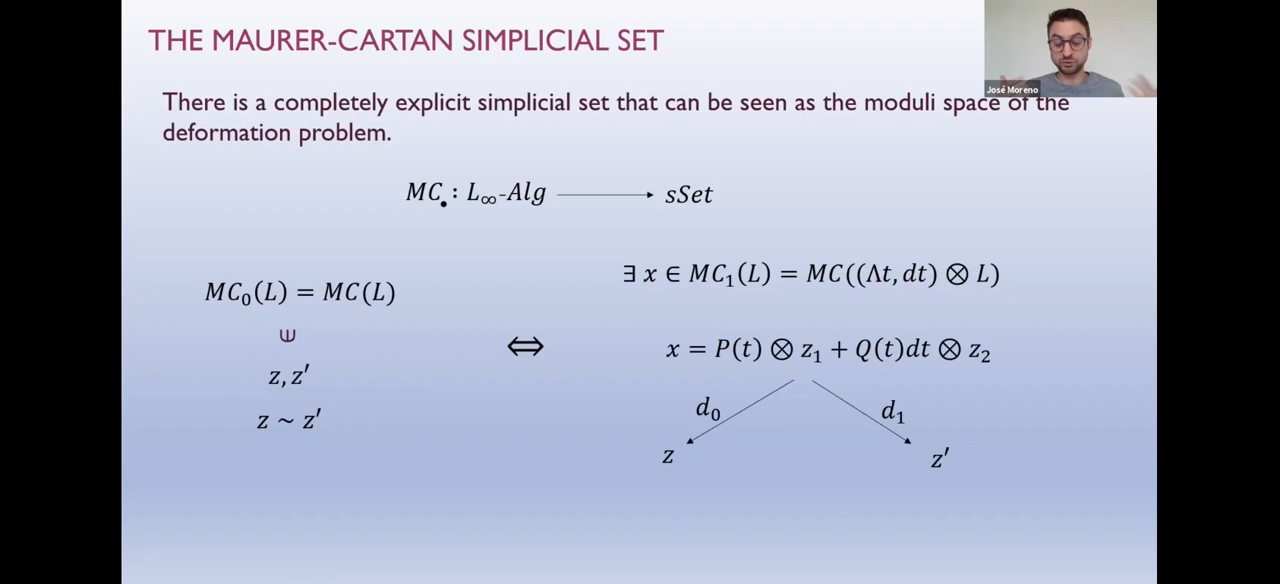 THE MAURER-CARTAN SIMPLICIAL SET
José Moreno
There is a completely explicit simplicial set that can be seen as the moduli space of the
deformation problem.
MC• : L∞-Alg ⟶ sSet
∃ x ∈ MC₁(L) = MC((Λt, dt) ⊗ L)
MC₀(L) = MC(L)
⋓
x = P(t) ⊗ z₁ + Q(t)dt ⊗ z₂
⇔
z, z′
d₀ d₁
z ~ z′
z z′